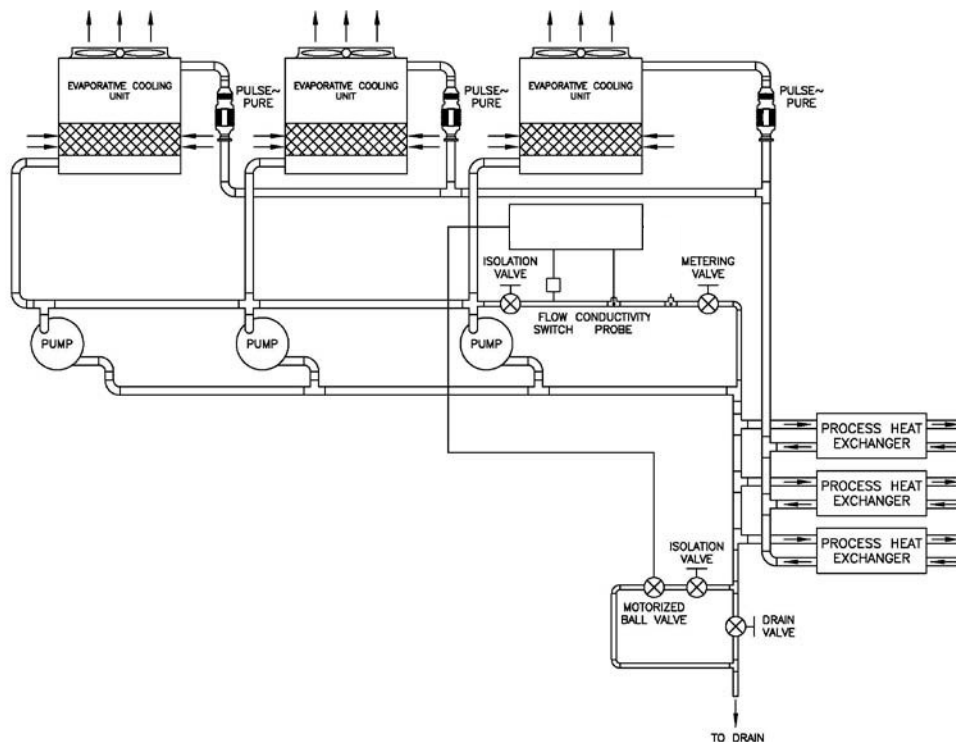 EVAPORATIVE COOLING
UNIT
PULSE~
PURE
EVAPORATIVE COOLING
UNIT
PULSE~
PURE
EVAPORATIVE COOLING
UNIT
PULSE~
PURE
ISOLATION
VALVE
METERING
VALVE
FLOW
SWITCH
CONDUCTIVITY
PROBE
PUMP
PUMP
PUMP
PROCESS HEAT
EXCHANGER
PROCESS HEAT
EXCHANGER
PROCESS HEAT
EXCHANGER
ISOLATION
VALVE
MOTORIZED
BALL VALVE
DRAIN
VALVE
TO DRAIN